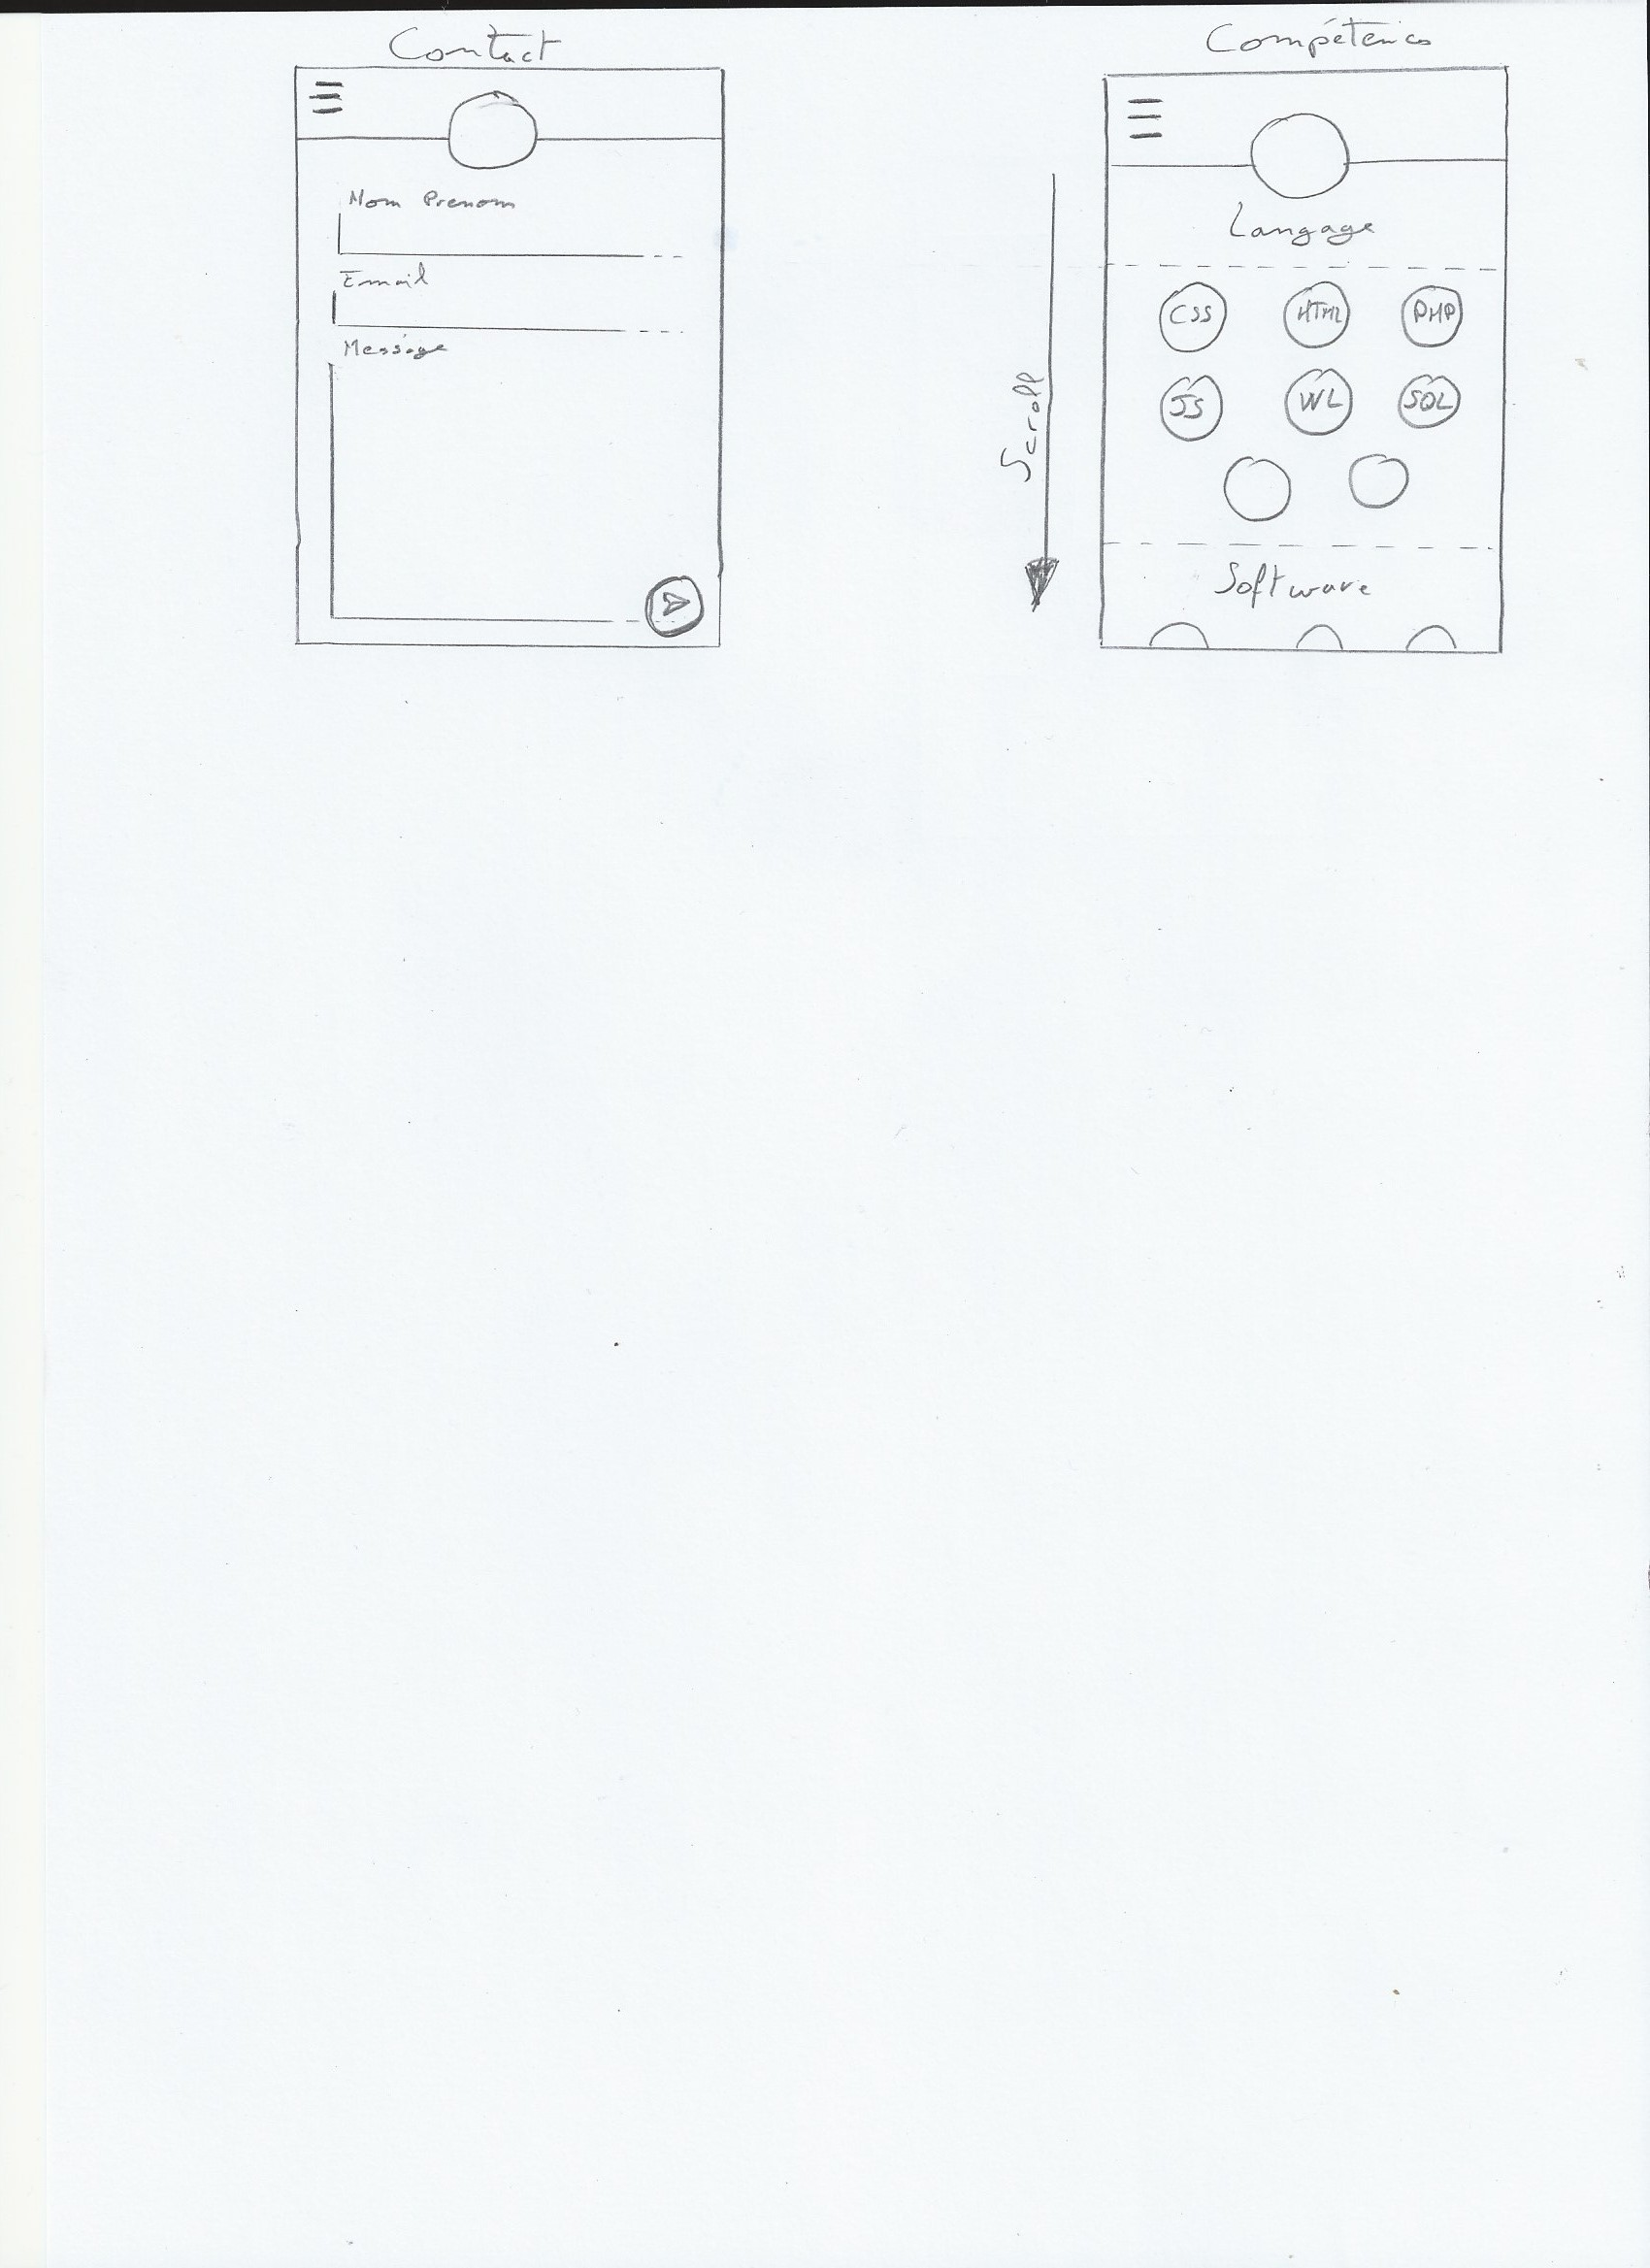 Contact
Nom Prenom
Email
Message
Compétences
Scroll
Langage
CSS HTML PHP
JS WL SQL
Software